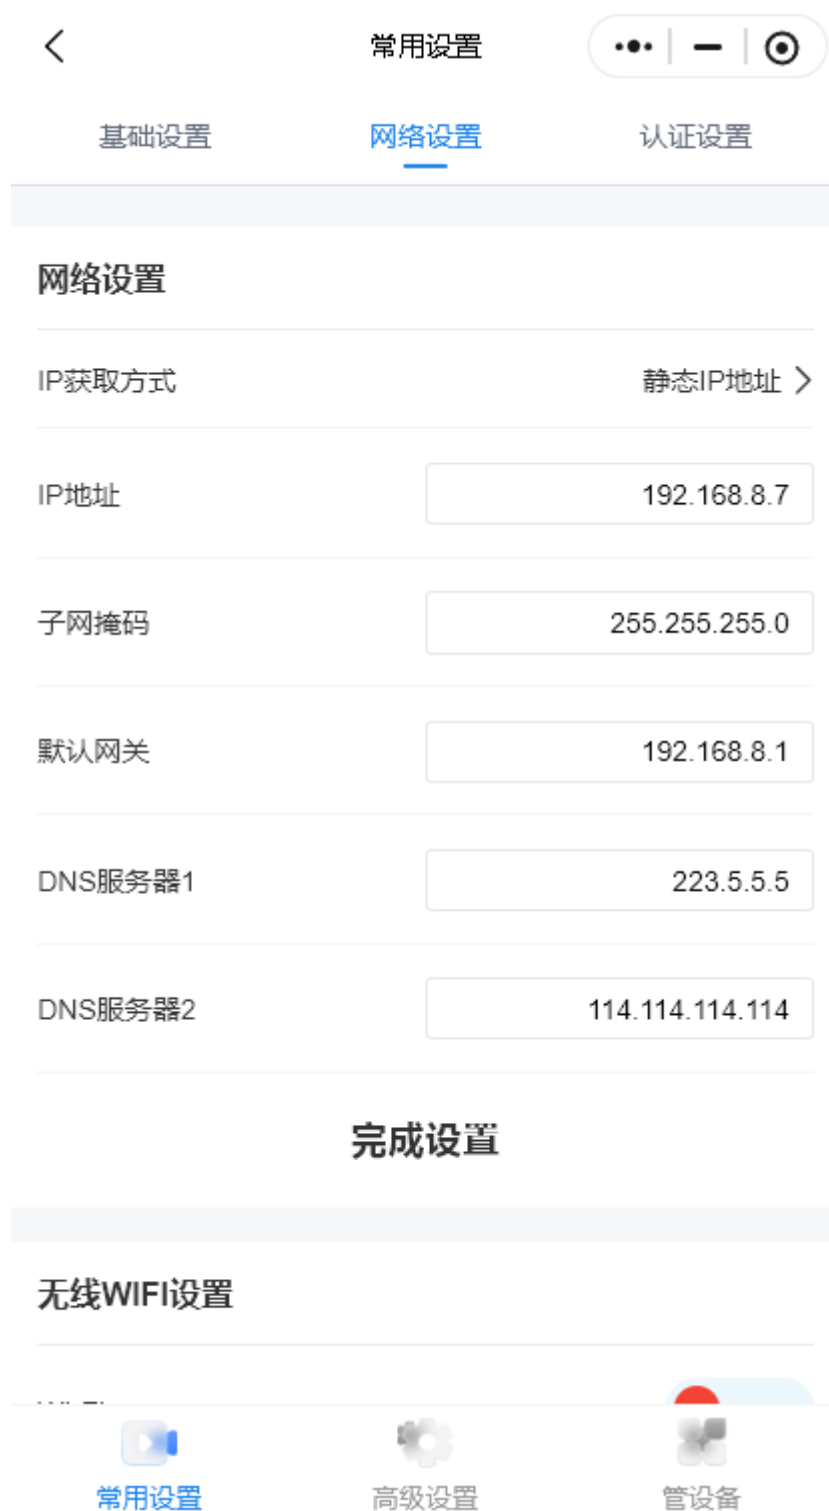 常用设置
基础设置 网络设置 认证设置
网络设置
IP获取方式 静态IP地址
IP地址 192.168.8.7
子网掩码 255.255.255.0
默认网关 192.168.8.1
DNS服务器1 223.5.5.5
DNS服务器2 114.114.114.114
完成设置
无线WIFI设置
常用设置 高级设置 管设备